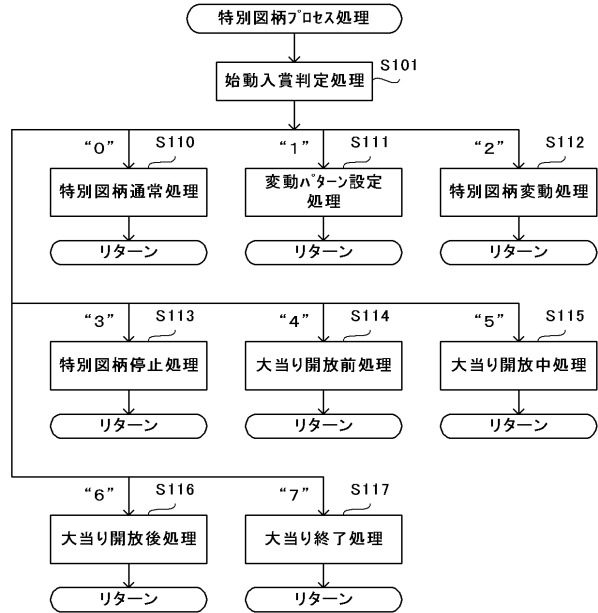 特別図柄プロセス処理
始動入賞判定処理
S101
“0”
S110
“1”
S111
“2”
S112
特別図柄通常処理
変動パターン設定
処理
特別図柄変動処理
リターン
リターン
リターン
“3”
S113
“4”
S114
“5”
S115
特別図柄停止処理
大当り開放前処理
大当り開放中処理
リターン
リターン
リターン
“6”
S116
“7”
S117
大当り開放後処理
大当り終了処理
リターン
リターン